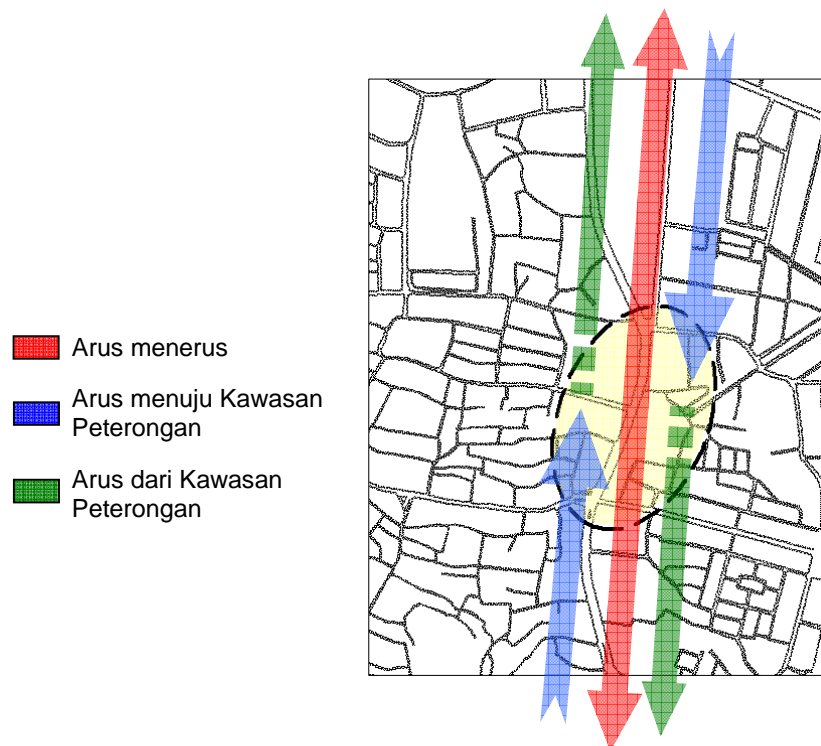 Arus menerus
Arus menuju Kawasan
Peterongan
Arus dari Kawasan
Peterongan